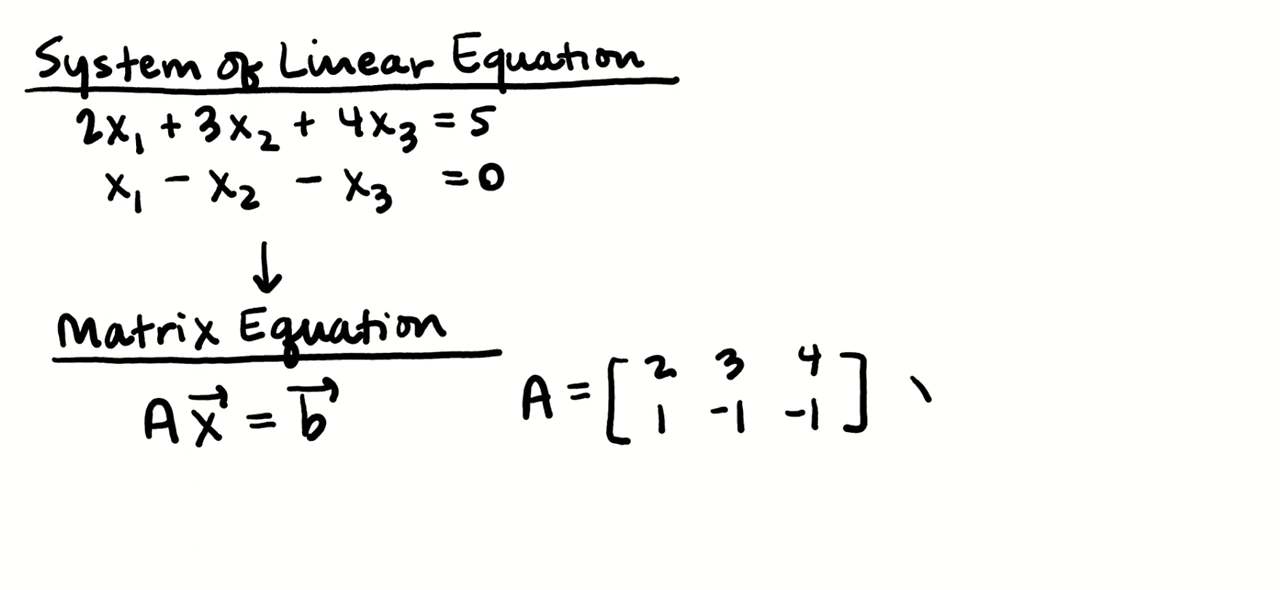 System of Linear Equation
2x₁ + 3x₂ + 4x₃ = 5
x₁ - x₂ - x₃ = 0
↓
Matrix Equation
Ax⃗ = b⃗
A = [2 3 4
1 -1 -1]